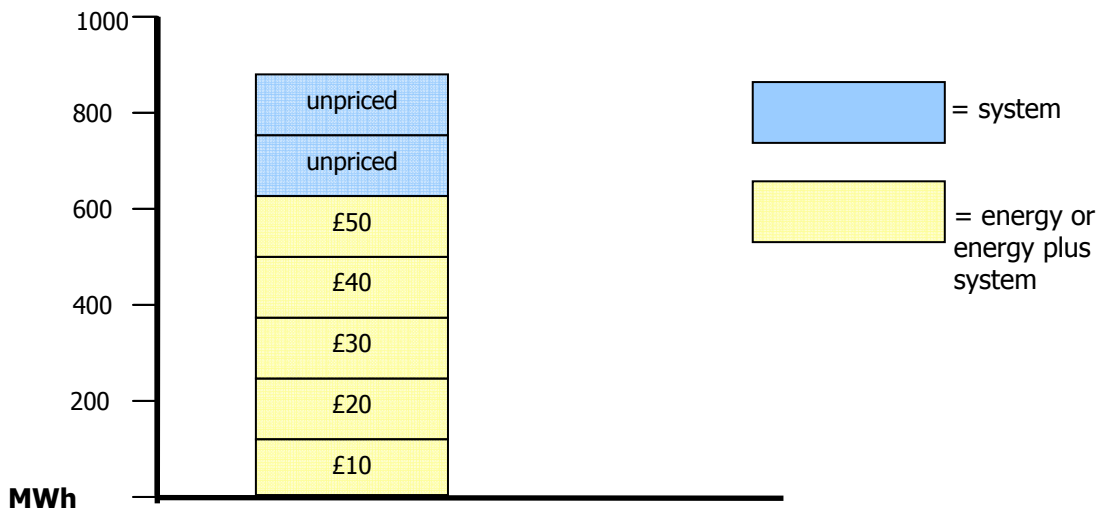 1000
800
600
400
200
MWh
unpriced
unpriced
£50
£40
£30
£20
£10
= system
= energy or
energy plus
system